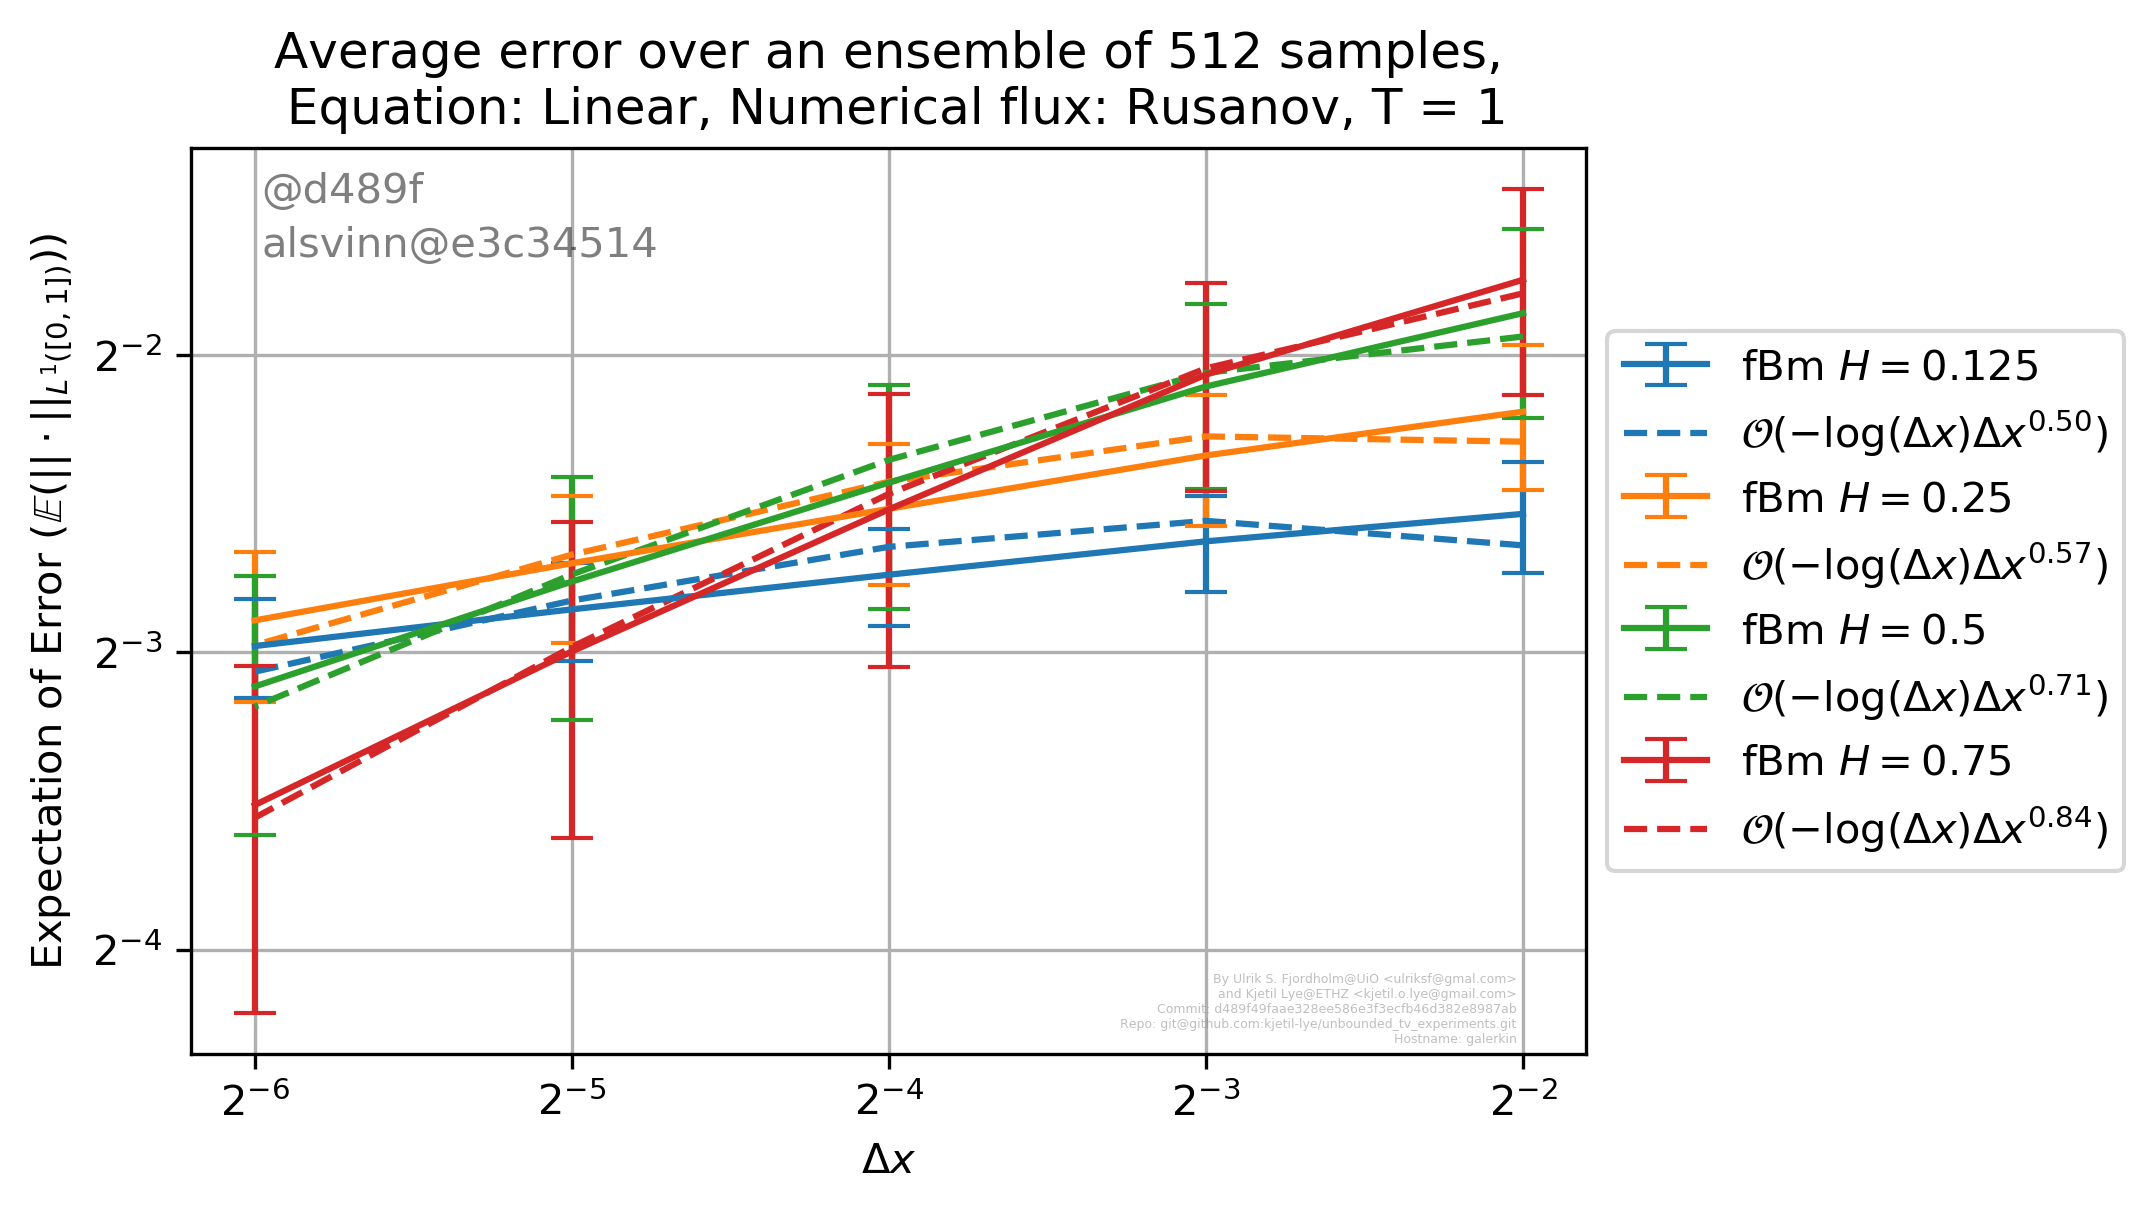 Average error over an ensemble of 512 samples,
Equation: Linear, Numerical flux: Rusanov, T = 1
@d489f
alsvinn@e3c34514
Expectation of Error (𝔼(||·||_{L^1([0,1])}))
2^{-2}
2^{-3}
2^{-4}
By Ulrik S. Fjordholm@UiO <ulriksf@gmal.com>
and Kjetil Lye@ETHZ <kjetil.o.lye@gmail.com>
Commit: d489f49faae328ee586e3f3ecfb46d382e8987ab
Repo: git@github.com:kjetil-lye/unbounded_tv_experiments.git
Hostname: galerkin
2^{-6} 2^{-5} 2^{-4} 2^{-3} 2^{-2}
Δx
fBm H = 0.125
𝒪(−log(Δx)Δx^{0.50})
fBm H = 0.25
𝒪(−log(Δx)Δx^{0.57})
fBm H = 0.5
𝒪(−log(Δx)Δx^{0.71})
fBm H = 0.75
𝒪(−log(Δx)Δx^{0.84})